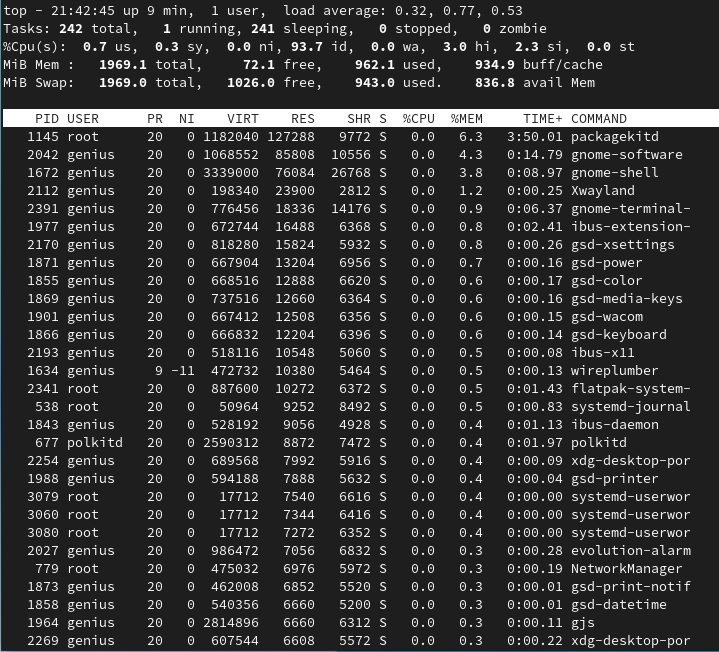 top - 21:42:45 up 9 min,  1 user,  load average: 0.32, 0.77, 0.53
Tasks: 242 total,   1 running, 241 sleeping,   0 stopped,   0 zombie
%Cpu(s):  0.7 us,  0.3 sy,  0.0 ni, 93.7 id,  0.0 wa,  3.0 hi,  2.3 si,  0.0 st
MiB Mem :   1969.1 total,     72.1 free,    962.1 used,    934.9 buff/cache
MiB Swap:   1969.0 total,   1026.0 free,    943.0 used.    836.8 avail Mem
PID USER      PR  NI    VIRT    RES    SHR S  %CPU  %MEM     TIME+ COMMAND
1145 root      20   0 1182040 127288   9772 S   0.0   6.3   3:50.01 packagekitd
2042 genius    20   0 1068552  85808  10556 S   0.0   4.3   0:14.79 gnome-software
1672 genius    20   0 3339000  76084  26768 S   0.0   3.8   0:08.97 gnome-shell
2112 genius    20   0  198340  23900   2812 S   0.0   1.2   0:00.25 Xwayland
2391 genius    20   0  776456  18336  14176 S   0.0   0.9   0:06.37 gnome-terminal-
1977 genius    20   0  672744  16488   6368 S   0.0   0.8   0:02.41 ibus-extension-
2170 genius    20   0  818280  15824   5932 S   0.0   0.8   0:00.26 gsd-xsettings
1871 genius    20   0  667904  13204   6956 S   0.0   0.7   0:00.16 gsd-power
1855 genius    20   0  668516  12888   6620 S   0.0   0.6   0:00.17 gsd-color
1869 genius    20   0  737516  12660   6364 S   0.0   0.6   0:00.16 gsd-media-keys
1901 genius    20   0  667412  12508   6356 S   0.0   0.6   0:00.15 gsd-wacom
1866 genius    20   0  666832  12204   6396 S   0.0   0.6   0:00.14 gsd-keyboard
2193 genius    20   0  518116  10548   5060 S   0.0   0.5   0:00.08 ibus-x11
1634 genius     9 -11  472732  10380   5464 S   0.0   0.5   0:00.13 wireplumber
2341 root      20   0  887600  10272   6372 S   0.0   0.5   0:01.43 flatpak-system-
538 root      20   0   50964   9252   8492 S   0.0   0.5   0:00.83 systemd-journal
1843 genius    20   0  528192   9056   4928 S   0.0   0.4   0:01.13 ibus-daemon
677 polkitd   20   0 2590312   8872   7472 S   0.0   0.4   0:01.97 polkitd
2254 genius    20   0  689568   7992   5916 S   0.0   0.4   0:00.09 xdg-desktop-por
1988 genius    20   0  594188   7888   5632 S   0.0   0.4   0:00.04 gsd-printer
3079 root      20   0   17712   7540   6616 S   0.0   0.4   0:00.00 systemd-userwor
3060 root      20   0   17712   7344   6416 S   0.0   0.4   0:00.00 systemd-userwor
3080 root      20   0   17712   7272   6352 S   0.0   0.4   0:00.00 systemd-userwor
2027 genius    20   0  986472   7056   6832 S   0.0   0.3   0:00.28 evolution-alarm
779 root      20   0  475032   6976   5972 S   0.0   0.3   0:00.19 NetworkManager
1873 genius    20   0  462008   6852   5520 S   0.0   0.3   0:00.01 gsd-print-notif
1858 genius    20   0  540356   6660   5200 S   0.0   0.3   0:00.01 gsd-datetime
1964 genius    20   0 2814896   6660   6312 S   0.0   0.3   0:00.11 gjs
2269 genius    20   0  607544   6608   5572 S   0.0   0.3   0:00.22 xdg-desktop-por